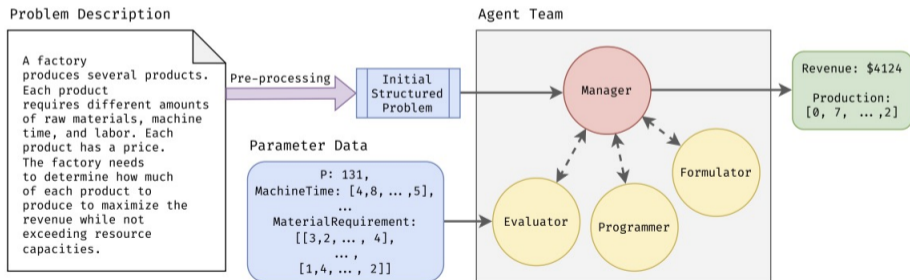 Problem Description
A factory
produces several products.
Each product
requires different amounts
of raw materials, machine
time, and labor. Each
product has a price.
The factory needs
to determine how much
of each product to
produce to maximize the
revenue while not
exceeding resource
capacities.
Pre-processing
Initial
Structured
Problem
Parameter Data
P: 131,
MachineTime: [4,8, ... ,5],
...
MaterialRequirement:
[[3,2, ... , 4],
... ,
[1,4, ... , 2]]
Agent Team
Manager
Formulator
Evaluator
Programmer
Revenue: $4124
Production:
[0, 7, ... ,2]